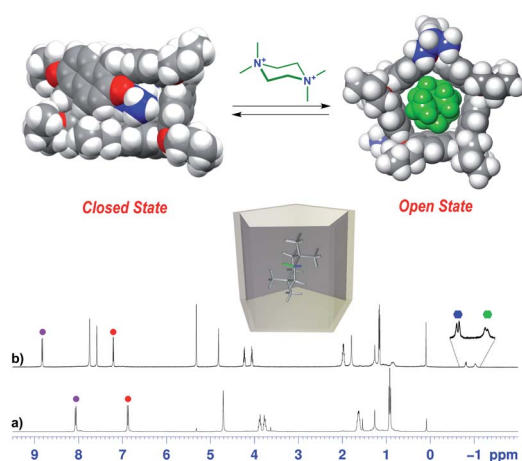 N+
N+
Closed State
Open State
b)
a)
9 8 7 6 5 4 3 2 1 0 −1 ppm